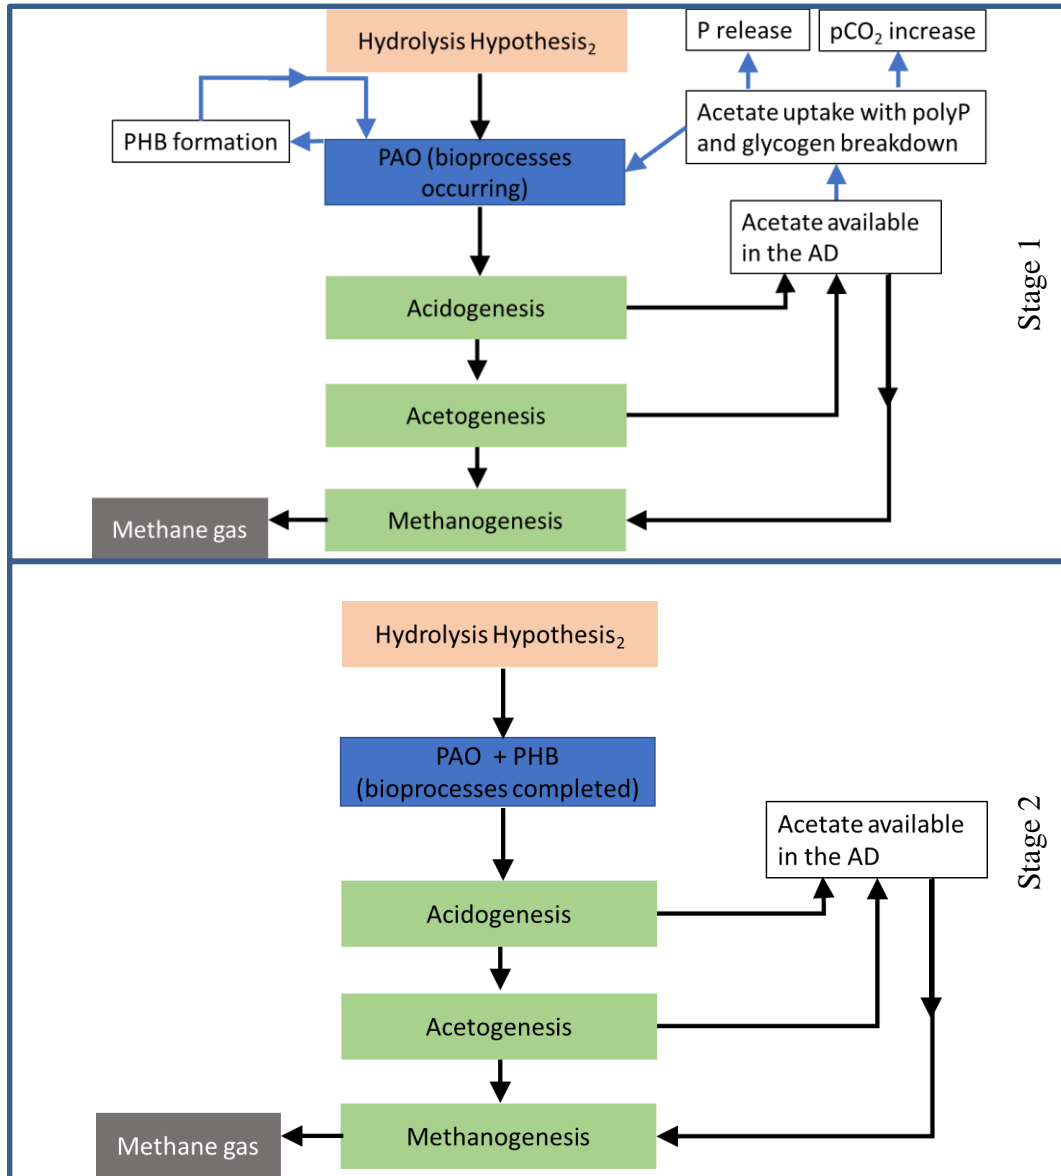 Hydrolysis Hypothesis₂
P release
pCO₂ increase
PHB formation
Acetate uptake with polyP
and glycogen breakdown
PAO (bioprocesses
occurring)
Acetate available
in the AD
Acidogenesis
Acetogenesis
Methanogenesis
Methane gas
Stage 1
Hydrolysis Hypothesis₂
PAO + PHB
(bioprocesses completed)
Acetate available
in the AD
Acidogenesis
Acetogenesis
Methanogenesis
Methane gas
Stage 2